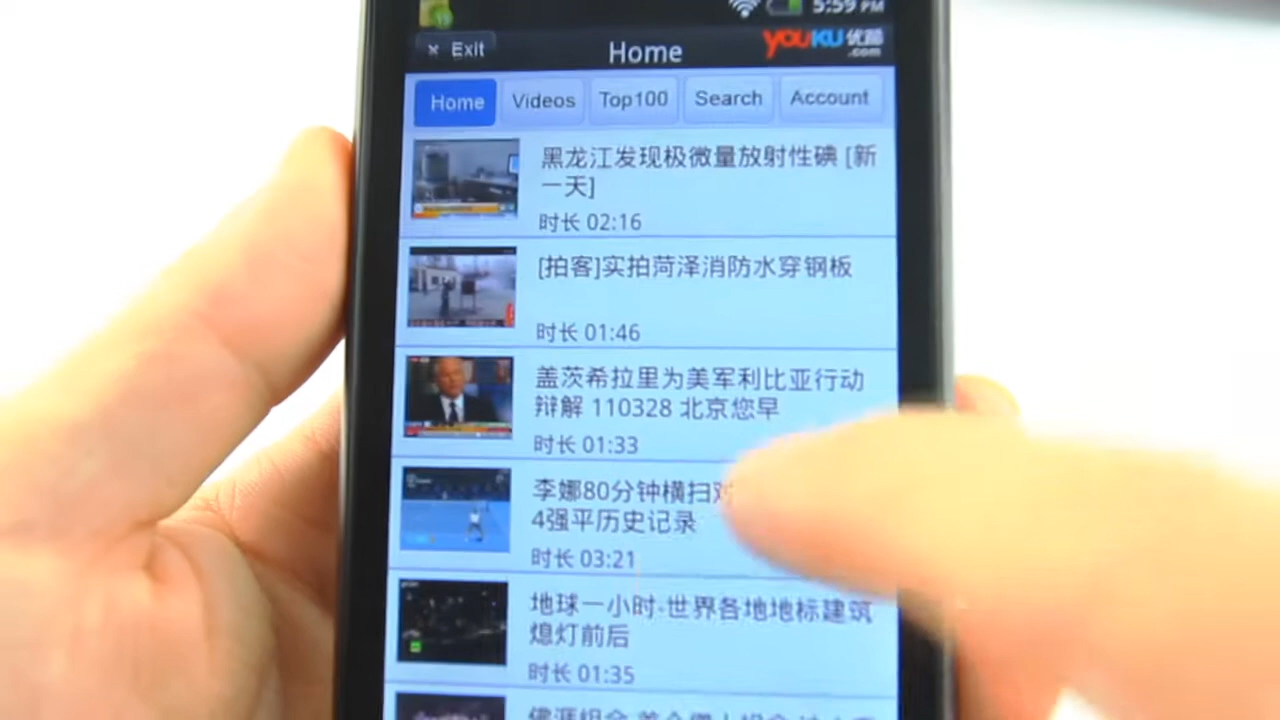 5:59 PM
× Exit
Home
YOUKU 优酷
.com
Home Videos Top100 Search Account
黑龙江发现极微量放射性碘 [新
一天]
时长 02:16
[拍客]实拍菏泽消防水穿钢板
时长 01:46
盖茨希拉里为美军利比亚行动
辩解 110328 北京您早
时长 01:33
李娜80分钟横扫对
4强平历史记录
时长 03:21
地球一小时·世界各地地标建筑
熄灯前后
时长 01:35